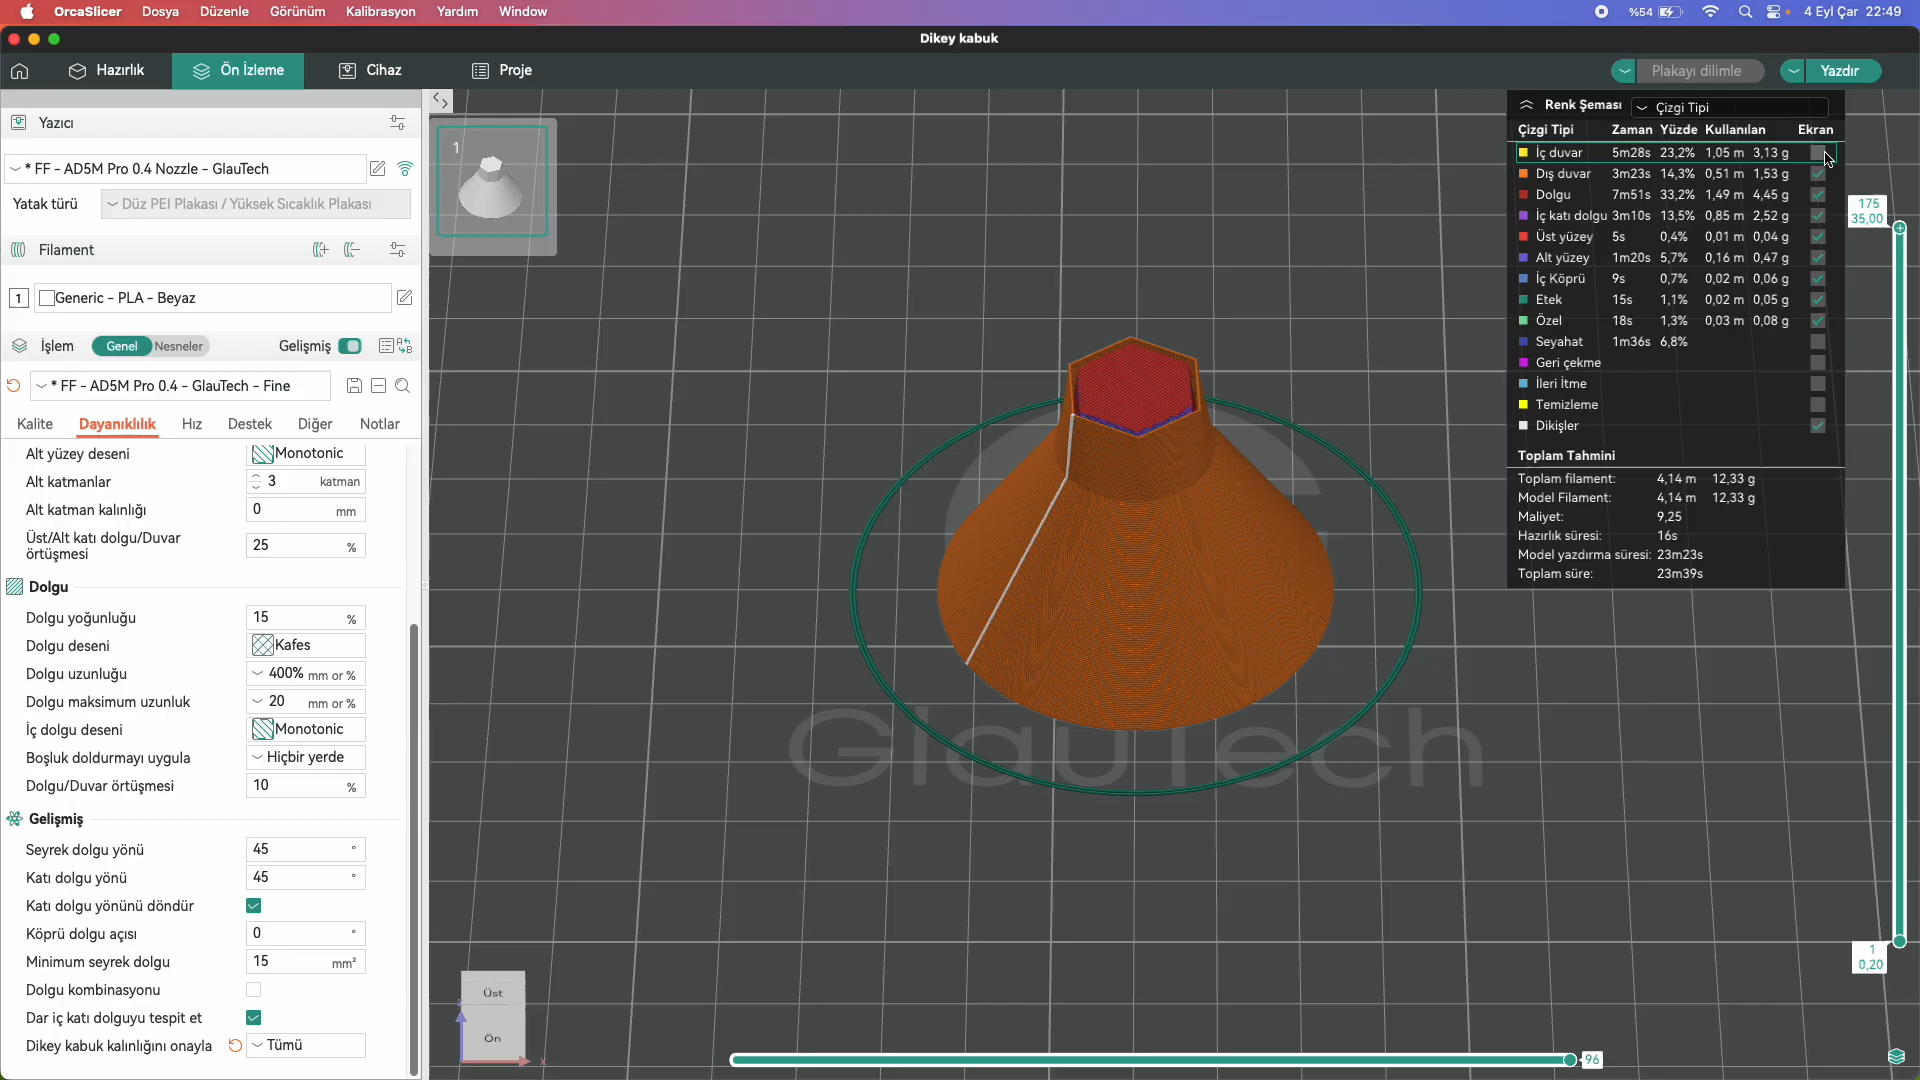 OrcaSlicer Dosya Düzenle Görünüm Kalibrasyon Yardım Window %54 4 Eyl Çar 22:49
Dikey kabuk
Hazırlık Ön İzleme Cihaz Proje Plakayı dilimle Yazdır
Yazıcı
* FF - AD5M Pro 0.4 Nozzle - GlauTech
Yatak türü Düz PEI Plakası / Yüksek Sıcaklık Plakası
Filament
1 Generic - PLA - Beyaz
İşlem Genel Nesneler Gelişmiş
* FF - AD5M Pro 0.4 - GlauTech - Fine
Kalite Dayanıklılık Hız Destek Diğer Notlar
Alt yüzey deseni Monotonic
Alt katmanlar 3 katman
Alt katman kalınlığı 0 mm
Üst/Alt katı dolgu/Duvar
örtüşmesi 25 %
Dolgu
Dolgu yoğunluğu 15 %
Dolgu deseni Kafes
Dolgu uzunluğu 400% mm or %
Dolgu maksimum uzunluk 20 mm or %
İç dolgu deseni Monotonic
Boşluk doldurmayı uygula Hiçbir yerde
Dolgu/Duvar örtüşmesi 10 %
Gelişmiş
Seyrek dolgu yönü 45 °
Katı dolgu yönü 45 °
Katı dolgu yönünü döndür
Köprü dolgu açısı 0 °
Minimum seyrek dolgu 15 mm²
Dolgu kombinasyonu
Dar iç katı dolguyu tespit et
Dikey kabuk kalınlığını onayla Tümü
1
GlauTech
Üst
Ön
x
96
Renk Şeması Çizgi Tipi
Çizgi Tipi Zaman Yüzde Kullanılan Ekran
İç duvar 5m28s 23,2% 1,05 m 3,13 g
Dış duvar 3m23s 14,3% 0,51 m 1,53 g
Dolgu 7m51s 33,2% 1,49 m 4,45 g
İç katı dolgu 3m10s 13,5% 0,85 m 2,52 g
Üst yüzey 5s 0,4% 0,01 m 0,04 g
Alt yüzey 1m20s 5,7% 0,16 m 0,47 g
İç Köprü 9s 0,7% 0,02 m 0,06 g
Etek 15s 1,1% 0,02 m 0,05 g
Özel 18s 1,3% 0,03 m 0,08 g
Seyahat 1m36s 6,8%
Geri çekme
İleri İtme
Temizleme
Dikişler
Toplam Tahmini
Toplam filament: 4,14 m 12,33 g
Model Filament: 4,14 m 12,33 g
Maliyet: 9,25
Hazırlık süresi: 16s
Model yazdırma süresi: 23m23s
Toplam süre: 23m39s
175
35,00
1
0,20